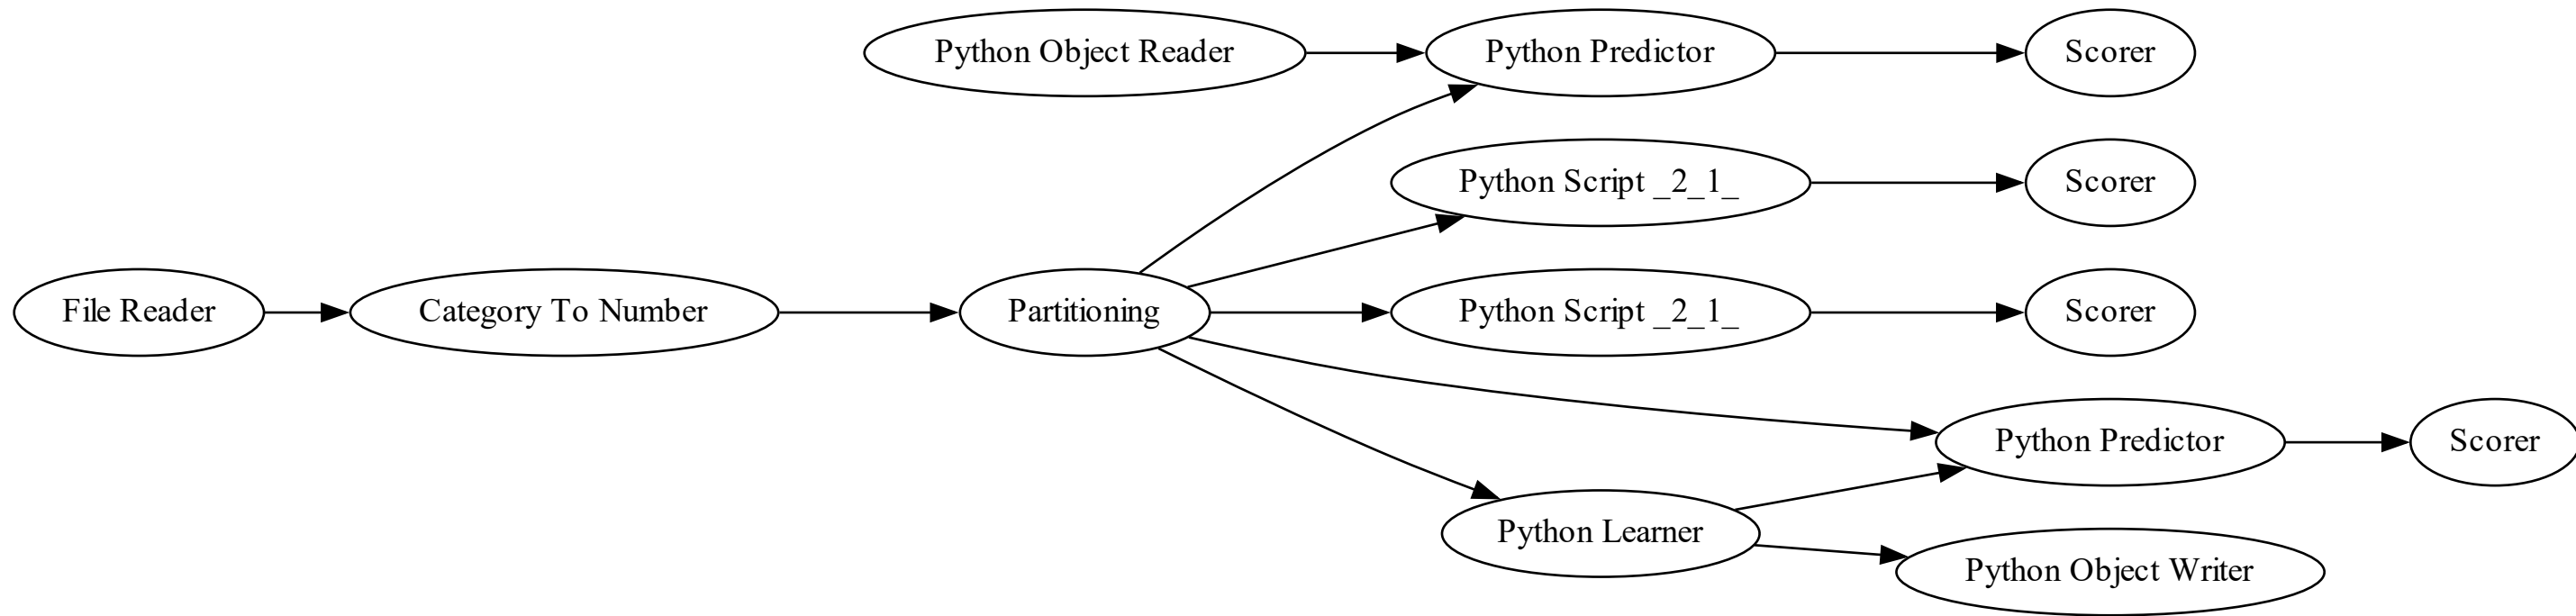 Python Object Reader
Python Predictor
Scorer
Python Script _2_1_
Scorer
File Reader
Category To Number
Partitioning
Python Script _2_1_
Scorer
Python Predictor
Scorer
Python Learner
Python Object Writer